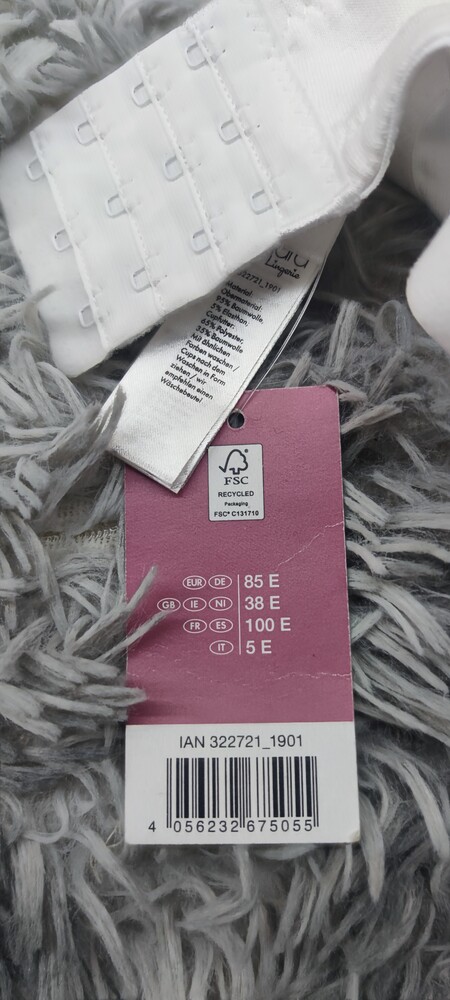 Lingerie
322721_1901
Material:
Obermaterial:
95% Baumwolle,
5% Elasthan;
Cupfutter:
65% Polyester,
35% Baumwolle
Mit ähnlichen
Farben waschen /
Cups nach dem
Waschen in Form
ziehen / wir
empfehlen einen
Wäschebeutel
FSC
RECYCLED
Packaging
FSC® C131710
EUR DE 85 E
GB IE NI 38 E
FR ES 100 E
IT 5 E
IAN 322721_1901
4 056232 675055